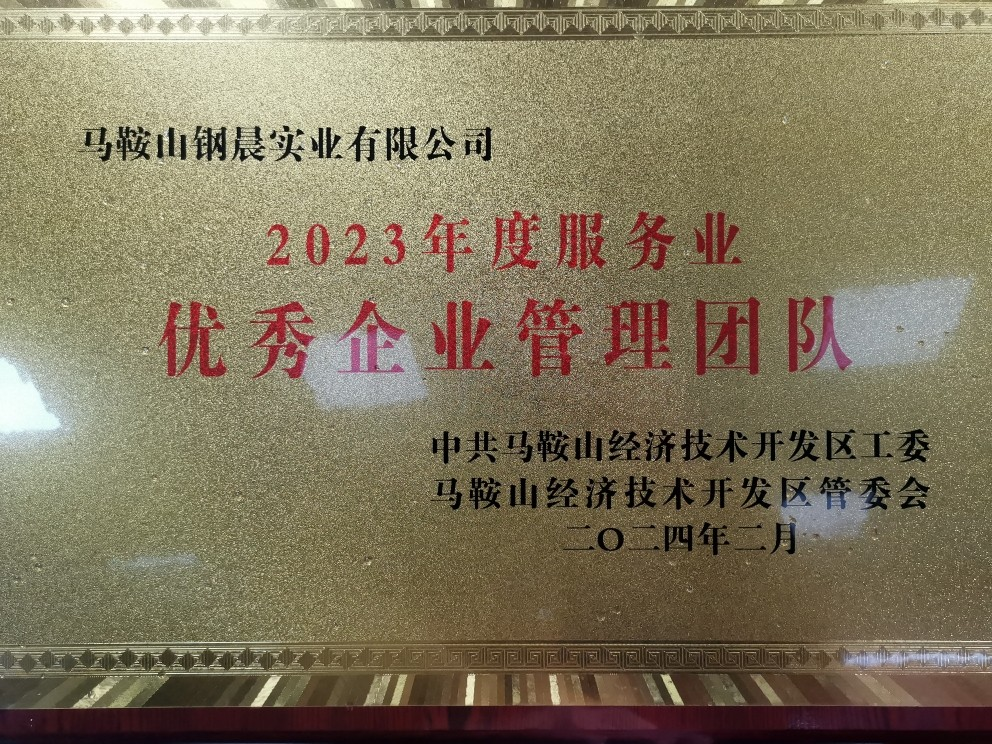 马鞍山钢晨实业有限公司
2023年度服务业
优秀企业管理团队
中共马鞍山经济技术开发区工委
马鞍山经济技术开发区管委会
二〇二四年二月